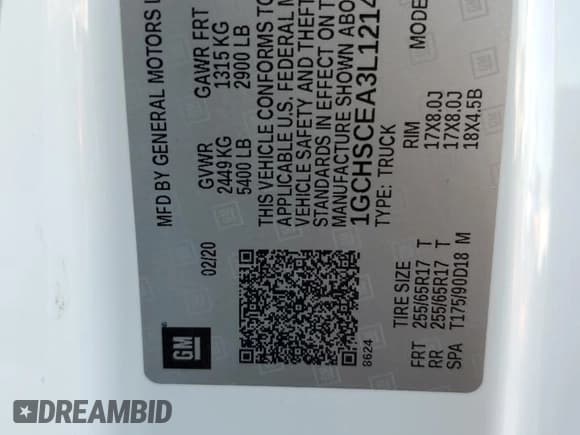 MFD BY GENERAL MOTORS
02/20
GVWR
2449 KG
5400 LB
GAWR FRT
1315 KG
2900 LB
THIS VEHICLE CONFORMS TO
APPLICABLE U.S. FEDERAL M
VEHICLE SAFETY AND THEFT
STANDARDS IN EFFECT ON T
MANUFACTURE SHOWN ABO
1GCHSCEA3L1214
TYPE: TRUCK
MODE
GM
8624
TIRE SIZE RIM
FRT 255/65R17 T 17X8.0J
RR 255/65R17 T 17X8.0J
SPA T175/90D18 M 18X4.5B
DREAMBID